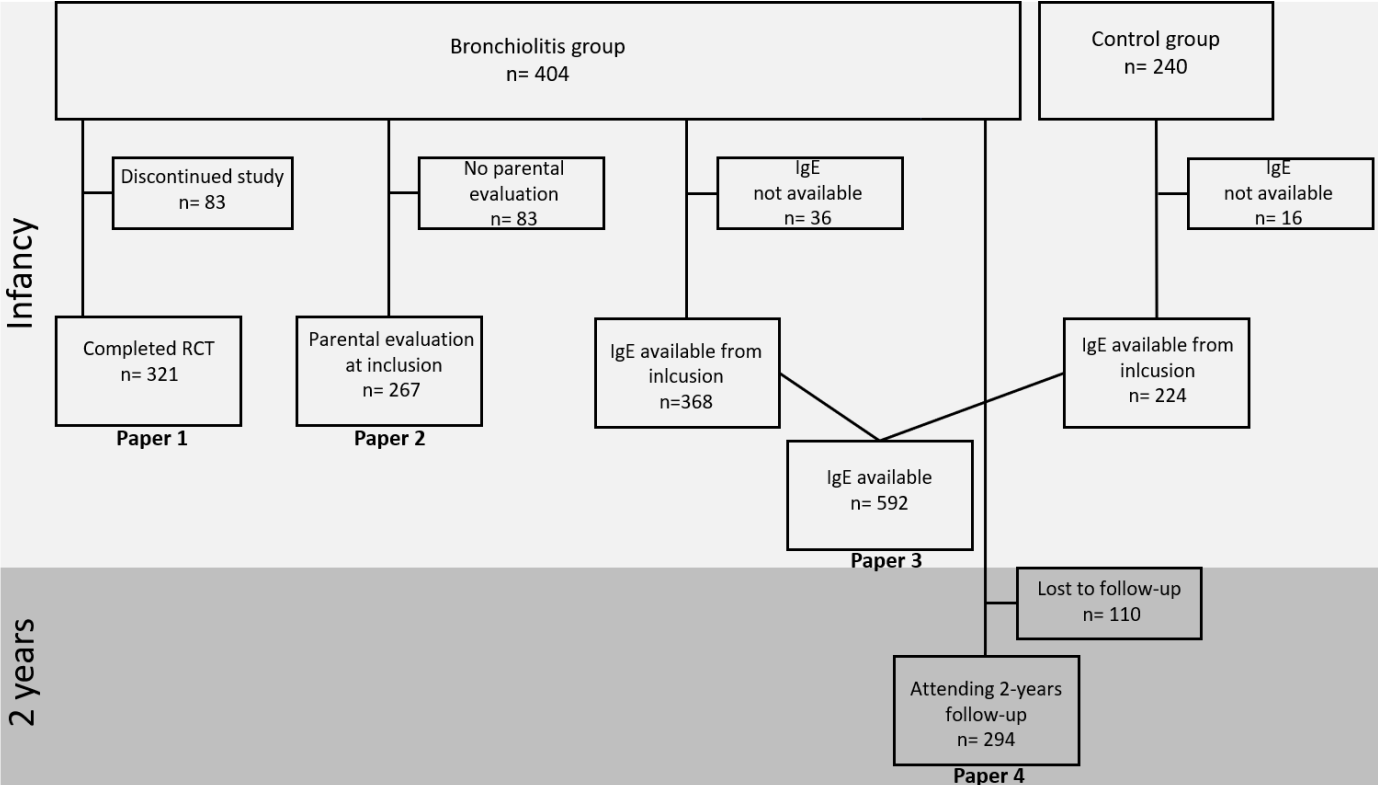 Bronchiolitis group
n= 404
Control group
n= 240
Discontinued study
n= 83
No parental
evaluation
n= 83
IgE
not available
n= 36
IgE
not available
n= 16
Infancy
Completed RCT
n= 321
Paper 1
Parental evaluation
at inclusion
n= 267
Paper 2
IgE available from
inlcusion
n=368
IgE available from
inlcusion
n= 224
IgE available
n= 592
Paper 3
2 years
Lost to follow-up
n= 110
Attending 2-years
follow-up
n= 294
Paper 4